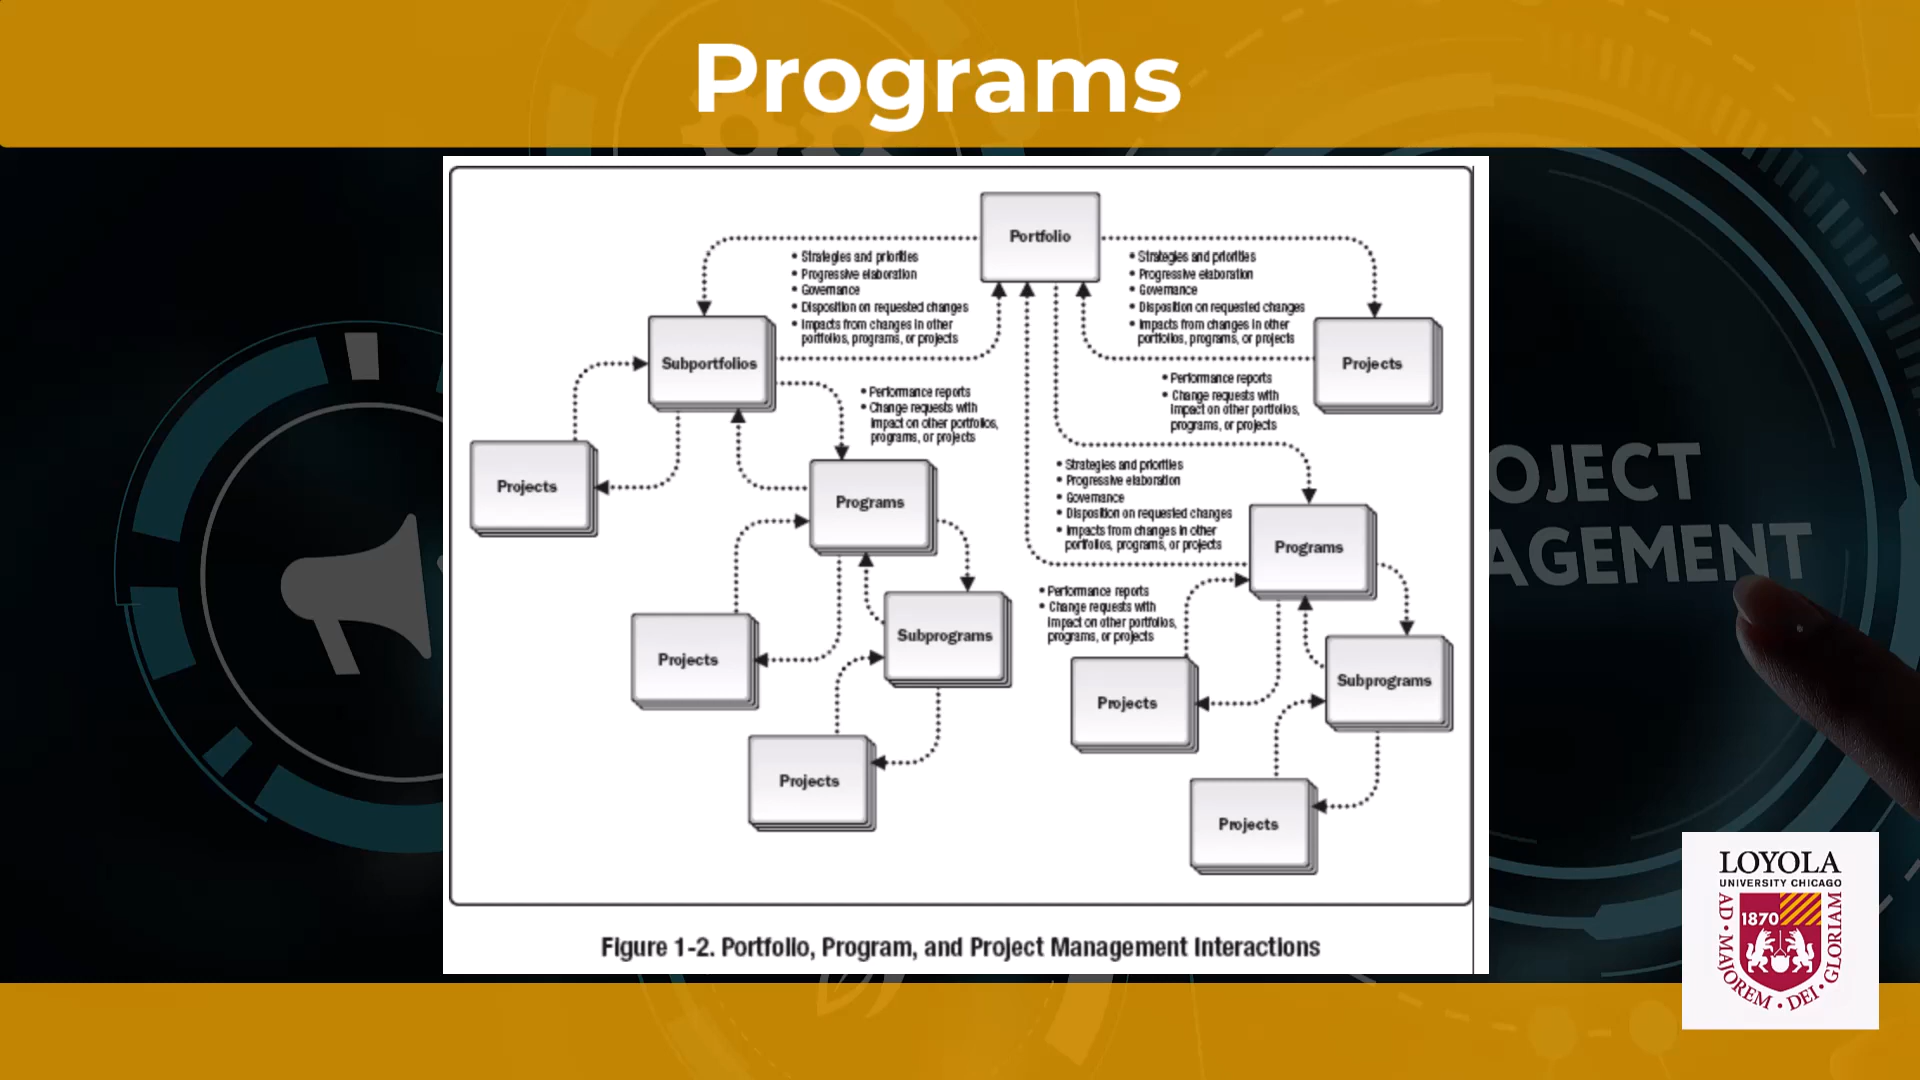 Programs
Portfolio
• Strategies and priorities
• Progressive elaboration
• Governance
• Disposition on requested changes
• Impacts from changes in other
portfolios, programs, or projects
• Strategies and priorities
• Progressive elaboration
• Governance
• Disposition on requested changes
• Impacts from changes in other
portfolios, programs, or projects
Subportfolios
Projects
• Performance reports
• Change requests with
impact on other portfolios,
programs, or projects
• Performance reports
• Change requests with
impact on other portfolios,
programs, or projects
Projects
Programs
• Strategies and priorities
• Progressive elaboration
• Governance
• Disposition on requested changes
• Impacts from changes in other
portfolios, programs, or projects
Programs
• Performance reports
• Change requests with
impact on other portfolios,
programs, or projects
Projects
Subprograms
Projects
Subprograms
Projects
Projects
Figure 1-2. Portfolio, Program, and Project Management Interactions
OJECT
AGEMENT
LOYOLA
UNIVERSITY CHICAGO
1870
AD • MAJOREM • DEI • GLORIAM